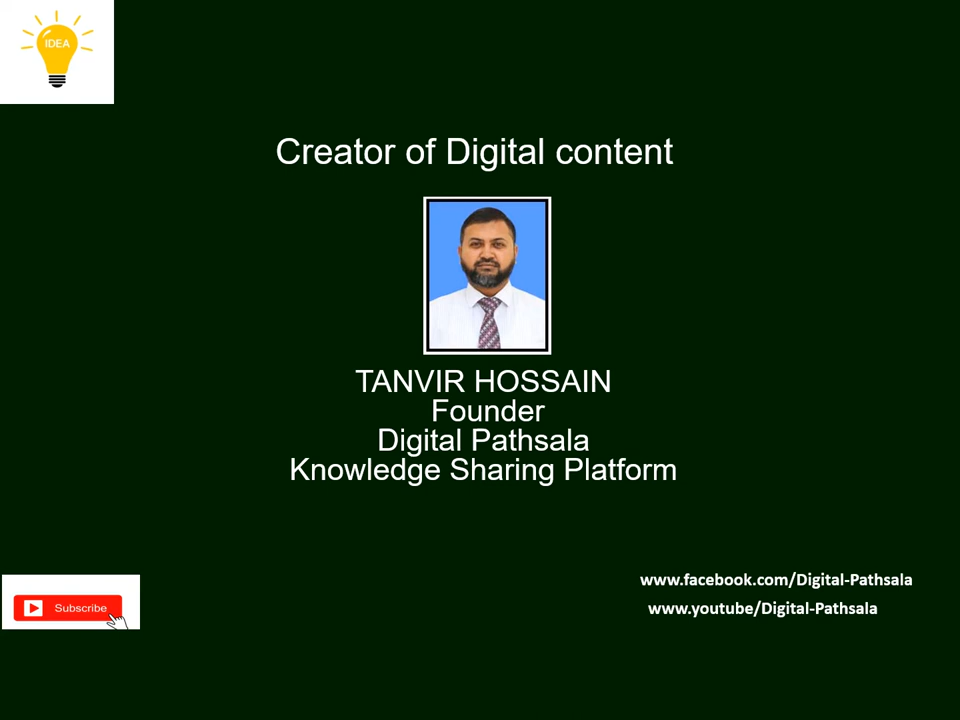 IDEA
Creator of Digital content
TANVIR HOSSAIN
Founder
Digital Pathsala
Knowledge Sharing Platform
www.facebook.com/Digital-Pathsala
www.youtube/Digital-Pathsala
Subscribe